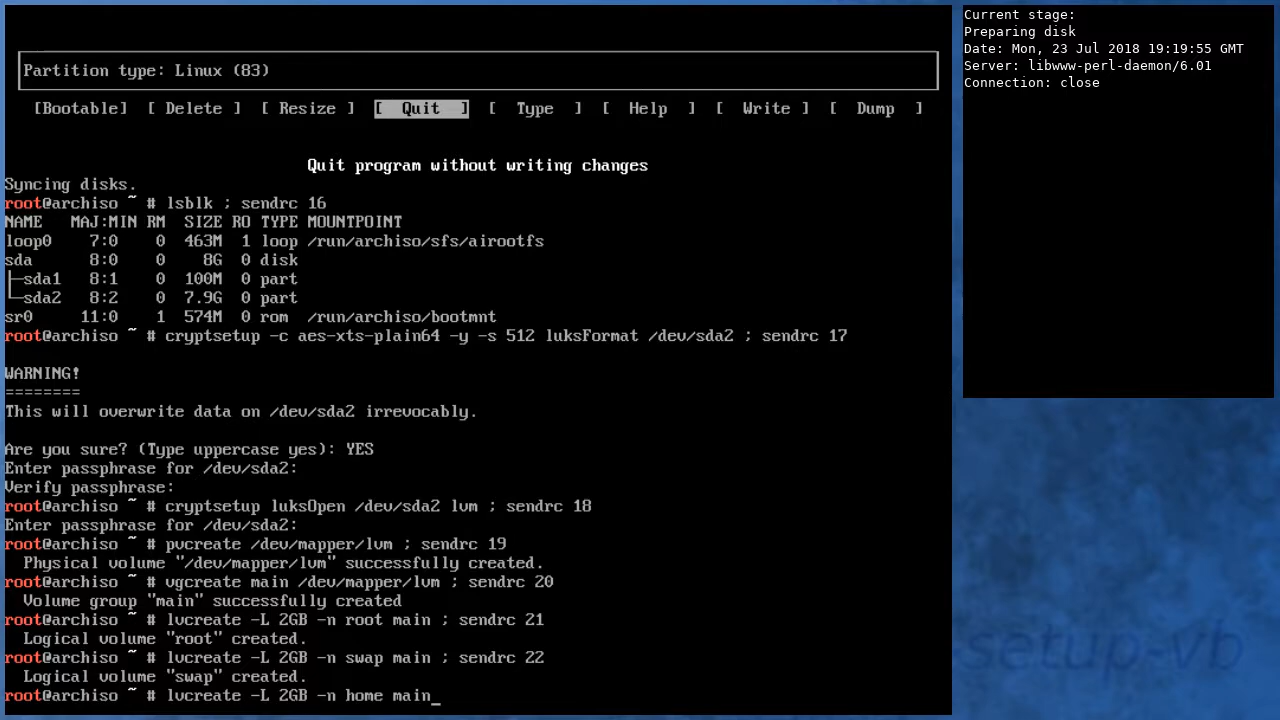 Partition type: Linux (83)
[Bootable] [ Delete ] [ Resize ] [ Quit ] [ Type ] [ Help ] [ Write ] [ Dump ]
Quit program without writing changes
Syncing disks.
root@archiso ~ # lsblk ; sendrc 16
NAME MAJ:MIN RM SIZE RO TYPE MOUNTPOINT
loop0 7:0 0 463M 1 loop /run/archiso/sfs/airootfs
sda 8:0 0 8G 0 disk
├─sda1 8:1 0 100M 0 part
└─sda2 8:2 0 7.9G 0 part
sr0 11:0 1 574M 0 rom /run/archiso/bootmnt
root@archiso ~ # cryptsetup -c aes-xts-plain64 -y -s 512 luksFormat /dev/sda2 ; sendrc 17
WARNING!
========
This will overwrite data on /dev/sda2 irrevocably.
Are you sure? (Type uppercase yes): YES
Enter passphrase for /dev/sda2:
Verify passphrase:
root@archiso ~ # cryptsetup luksOpen /dev/sda2 lvm ; sendrc 18
Enter passphrase for /dev/sda2:
root@archiso ~ # pvcreate /dev/mapper/lvm ; sendrc 19
Physical volume "/dev/mapper/lvm" successfully created.
root@archiso ~ # vgcreate main /dev/mapper/lvm ; sendrc 20
Volume group "main" successfully created
root@archiso ~ # lvcreate -L 2GB -n root main ; sendrc 21
Logical volume "root" created.
root@archiso ~ # lvcreate -L 2GB -n swap main ; sendrc 22
Logical volume "swap" created.
root@archiso ~ # lvcreate -L 2GB -n home main_
Current stage:
Preparing disk
Date: Mon, 23 Jul 2018 19:19:55 GMT
Server: libwww-perl-daemon/6.01
Connection: close
setup-vb